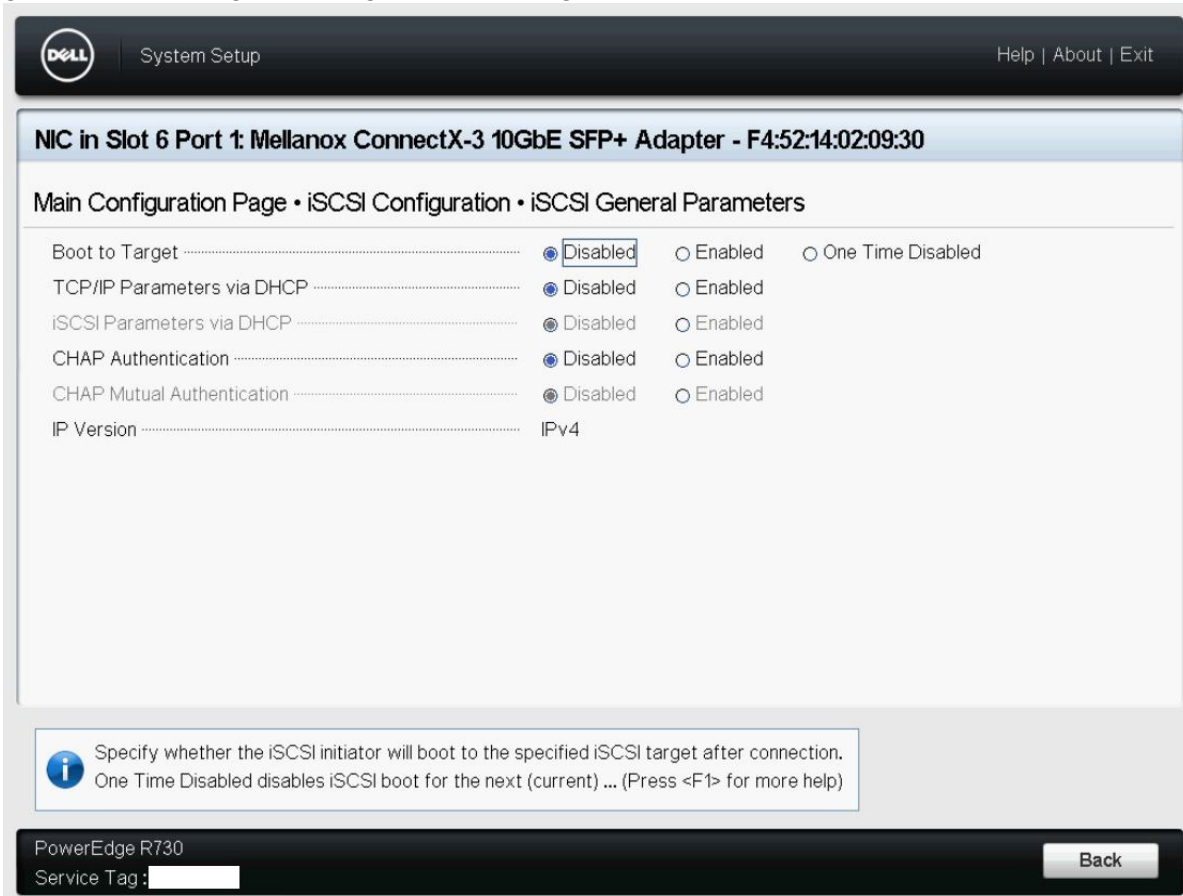 DELL
System Setup
Help | About | Exit
NIC in Slot 6 Port 1: Mellanox ConnectX-3 10GbE SFP+ Adapter - F4:52:14:02:09:30
Main Configuration Page • iSCSI Configuration • iSCSI General Parameters
Boot to Target Disabled Enabled One Time Disabled
TCP/IP Parameters via DHCP Disabled Enabled
iSCSI Parameters via DHCP Disabled Enabled
CHAP Authentication Disabled Enabled
CHAP Mutual Authentication Disabled Enabled
IP Version IPv4
Specify whether the iSCSI initiator will boot to the specified iSCSI target after connection.
One Time Disabled disables iSCSI boot for the next (current) ... (Press <F1> for more help)
PowerEdge R730
Service Tag :
Back